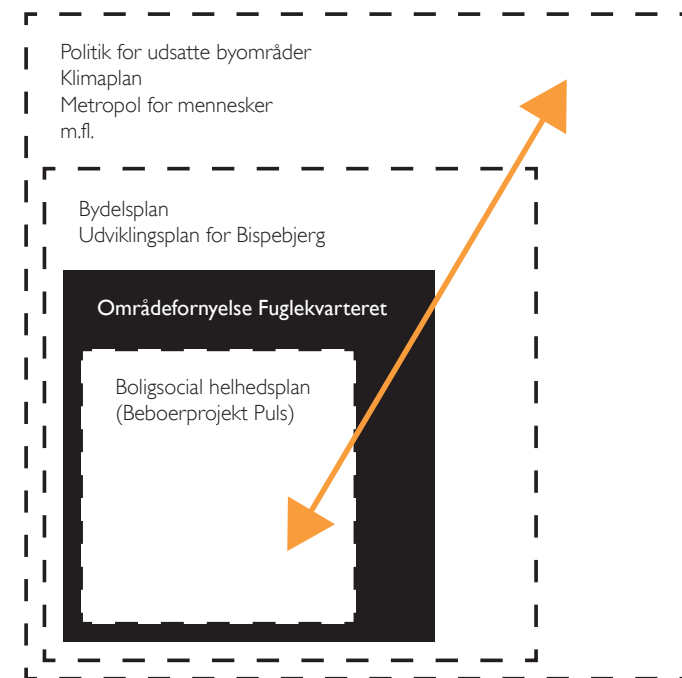 Politik for udsatte byområder
Klimaplan
Metropol for mennesker
m.fl.
Bydelsplan
Udviklingsplan for Bispebjerg
Områdefornyelse Fuglekvarteret
Boligsocial helhedsplan
(Beboerprojekt Puls)